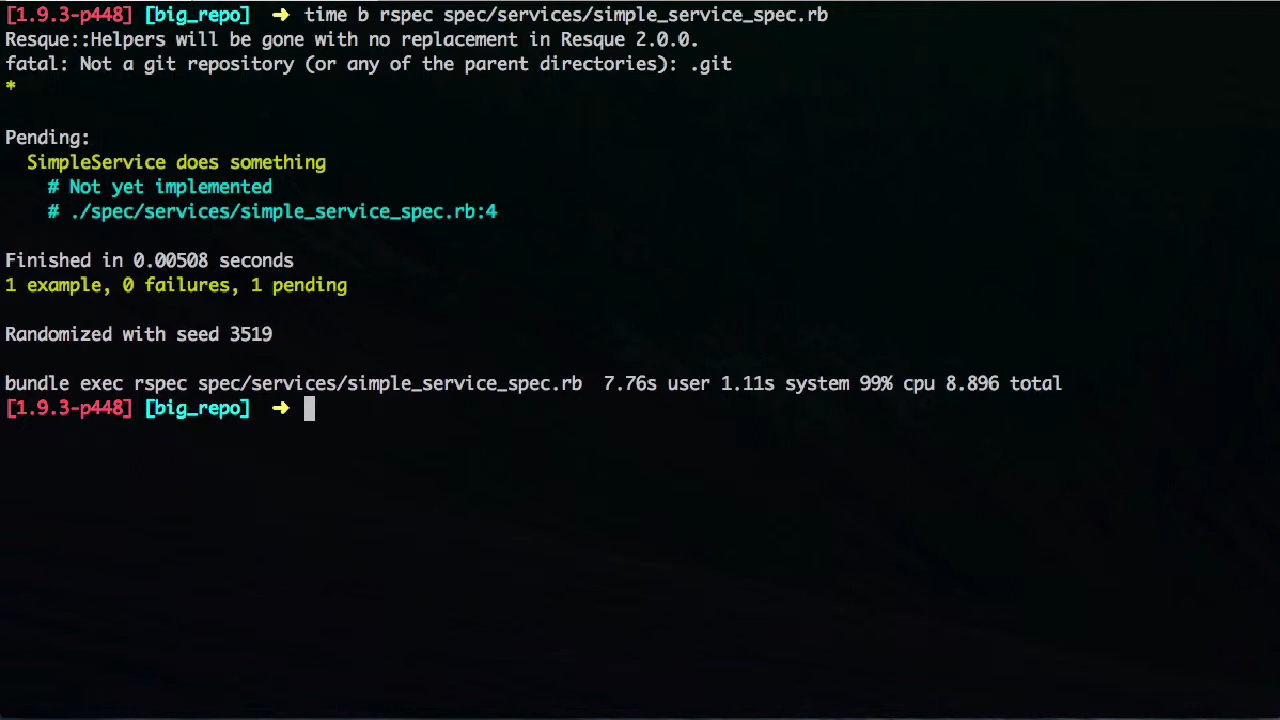 [1.9.3-p448] [big_repo] ➜ time b rspec spec/services/simple_service_spec.rb
Resque::Helpers will be gone with no replacement in Resque 2.0.0.
fatal: Not a git repository (or any of the parent directories): .git
*
Pending:
SimpleService does something
# Not yet implemented
# ./spec/services/simple_service_spec.rb:4
Finished in 0.00508 seconds
1 example, 0 failures, 1 pending
Randomized with seed 3519
bundle exec rspec spec/services/simple_service_spec.rb 7.76s user 1.11s system 99% cpu 8.896 total
[1.9.3-p448] [big_repo] ➜